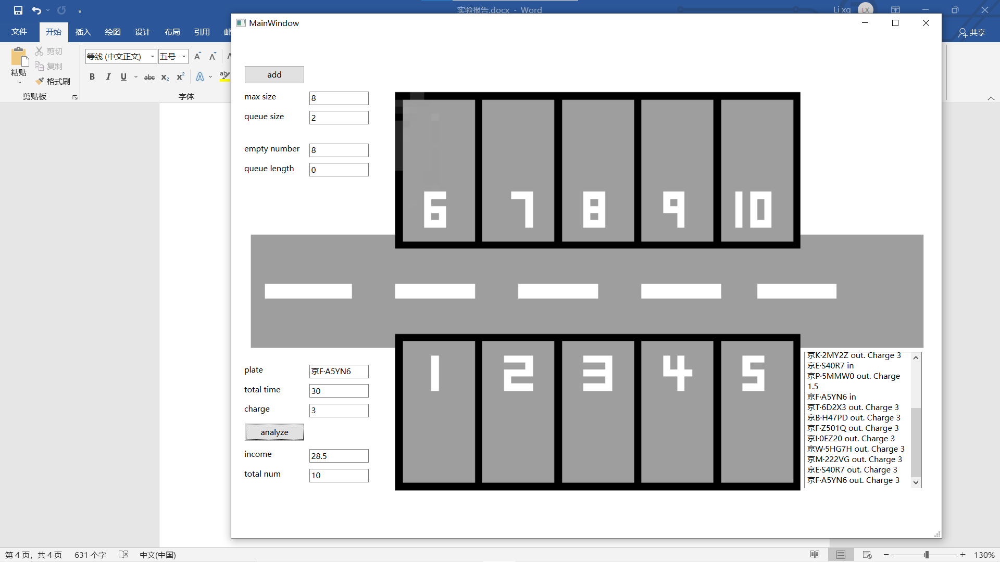 实验报告.docx - Word
Li xq
LX
文件
开始
插入
绘图
设计
布局
引用
邮
共享
粘贴
剪切
复制
格式刷
剪贴板
等线 (中文正文)
五号
B I U abc x₂ x²
字体
MainWindow
add
max size
8
queue size
2
empty number
8
queue length
0
6 7 8 9 10
1 2 3 4 5
plate
京F·A5YN6
total time
30
charge
3
analyze
income
28.5
total num
10
京K·2MY2Z out. Charge 3
京E·S40R7 in
京P·5MMW0 out. Charge
1.5
京F·A5YN6 in
京T·6D2X3 out. Charge 3
京B·H47PD out. Charge 3
京F·Z501Q out. Charge 3
京I·0EZ20 out. Charge 3
京W·5HG7H out. Charge 3
京M·222VG out. Charge 3
京E·S40R7 out. Charge 3
京F·A5YN6 out. Charge 3
第 4 页，共 4 页
631 个字
中文(中国)
130%